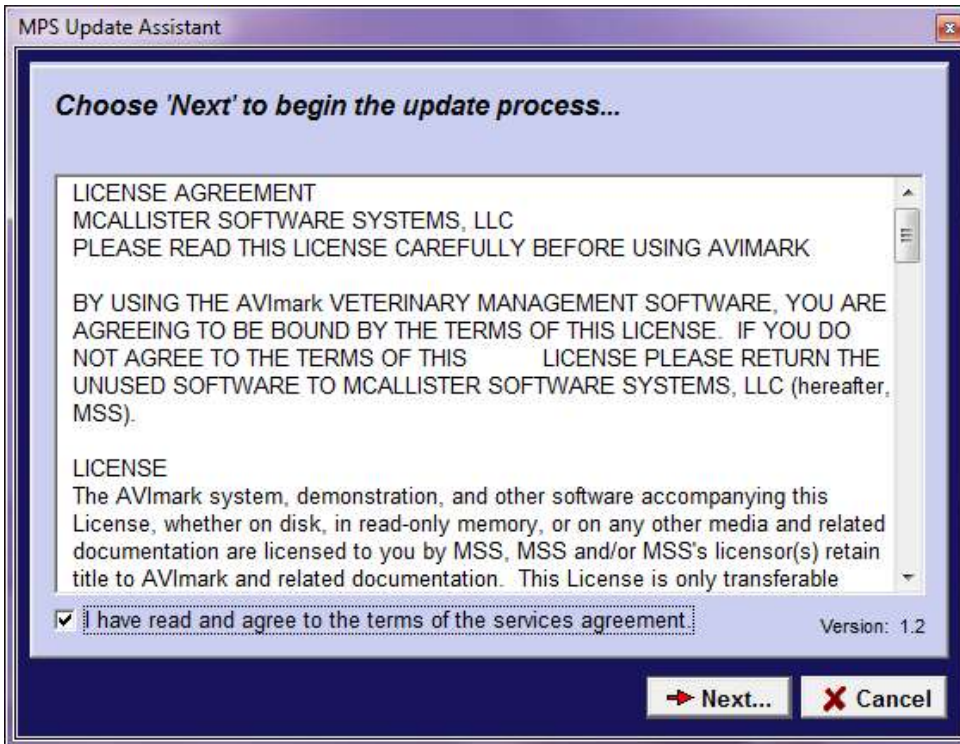 MPS Update Assistant
Choose 'Next' to begin the update process...
LICENSE AGREEMENT
MCALLISTER SOFTWARE SYSTEMS, LLC
PLEASE READ THIS LICENSE CAREFULLY BEFORE USING AVIMARK
BY USING THE AVImark VETERINARY MANAGEMENT SOFTWARE, YOU ARE
AGREEING TO BE BOUND BY THE TERMS OF THIS LICENSE.  IF YOU DO
NOT AGREE TO THE TERMS OF THIS          LICENSE PLEASE RETURN THE
UNUSED SOFTWARE TO MCALLISTER SOFTWARE SYSTEMS, LLC (hereafter,
MSS).
LICENSE
The AVImark system, demonstration, and other software accompanying this
License, whether on disk, in read-only memory, or on any other media and related
documentation are licensed to you by MSS, MSS and/or MSS's licensor(s) retain
title to AVImark and related documentation.  This License is only transferable
I have read and agree to the terms of the services agreement.
Version: 1.2
Next...
Cancel